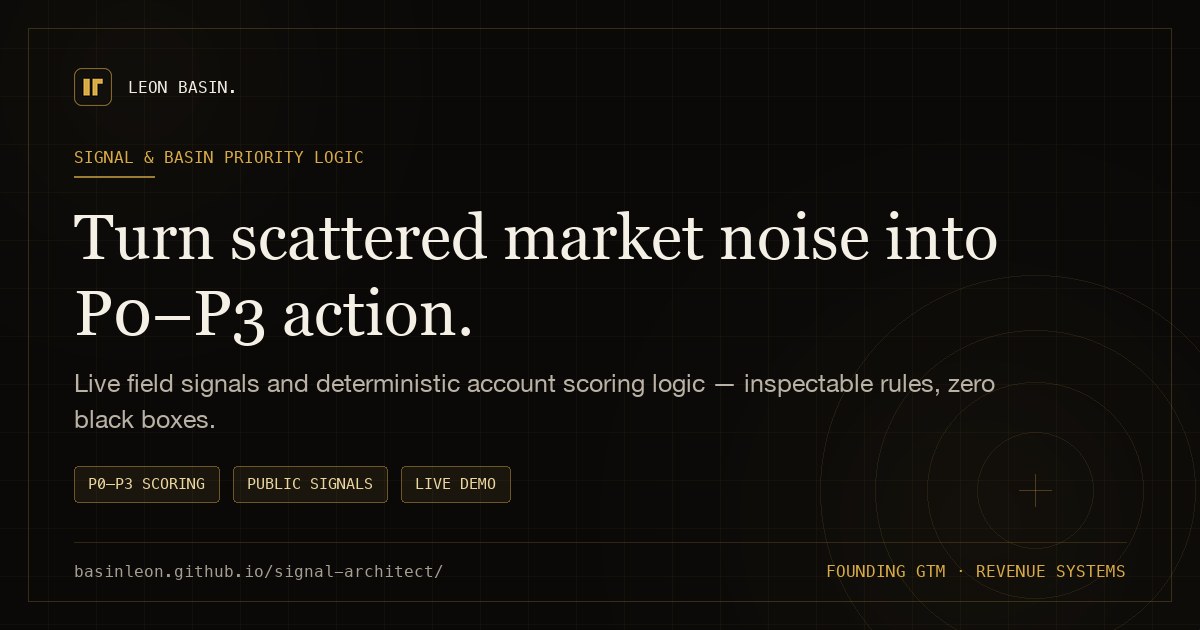 LEON BASIN.
SIGNAL & BASIN PRIORITY LOGIC
Turn scattered market noise into
P0–P3 action.
Live field signals and deterministic account scoring logic — inspectable rules, zero
black boxes.
P0–P3 SCORING
PUBLIC SIGNALS
LIVE DEMO
basinleon.github.io/signal-architect/
FOUNDING GTM · REVENUE SYSTEMS